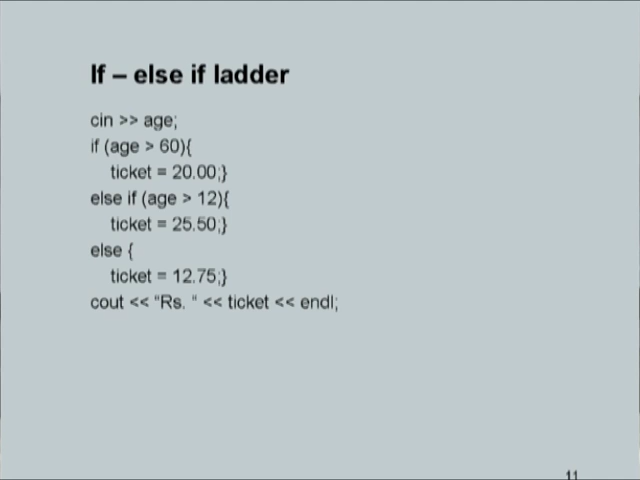 If – else if ladder
cin >> age;
if (age > 60){
ticket = 20.00;}
else if (age > 12){
ticket = 25.50;}
else {
ticket = 12.75;}
cout << "Rs. " << ticket << endl;
11